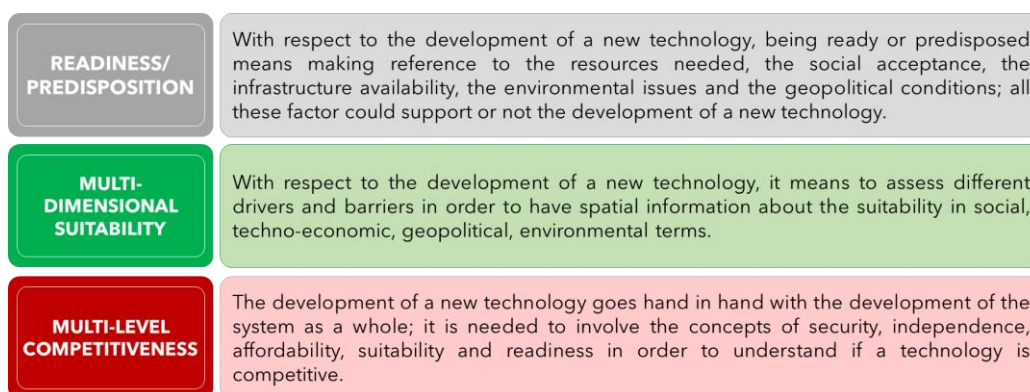 READINESS/
PREDISPOSITION
With respect to the development of a new technology, being ready or predisposed
means making reference to the resources needed, the social acceptance, the
infrastructure availability, the environmental issues and the geopolitical conditions; all
these factor could support or not the development of a new technology.
MULTI-
DIMENSIONAL
SUITABILITY
With respect to the development of a new technology, it means to assess different
drivers and barriers in order to have spatial information about the suitability in social,
techno-economic, geopolitical, environmental terms.
MULTI-LEVEL
COMPETITIVENESS
The development of a new technology goes hand in hand with the development of the
system as a whole; it is needed to involve the concepts of security, independence,
affordability, suitability and readiness in order to understand if a technology is
competitive.